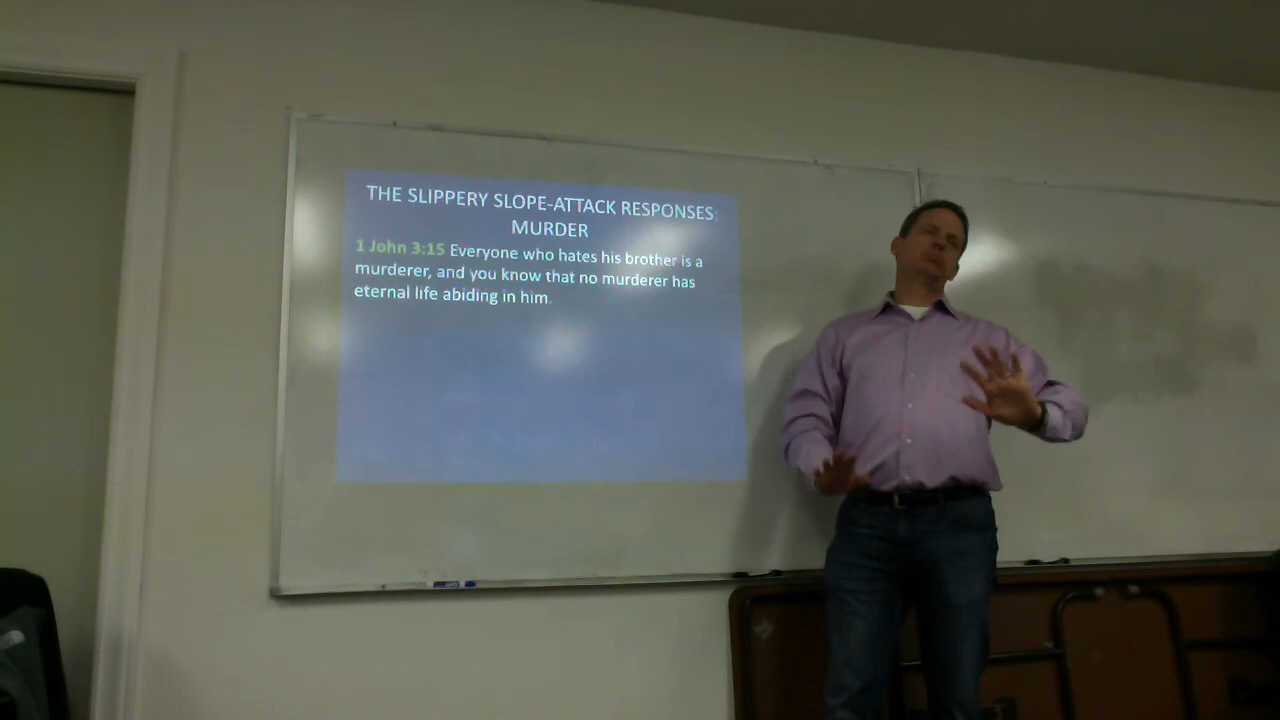 THE SLIPPERY SLOPE-ATTACK RESPONSES:
MURDER
1 John 3:15 Everyone who hates his brother is a
murderer, and you know that no murderer has
eternal life abiding in him.